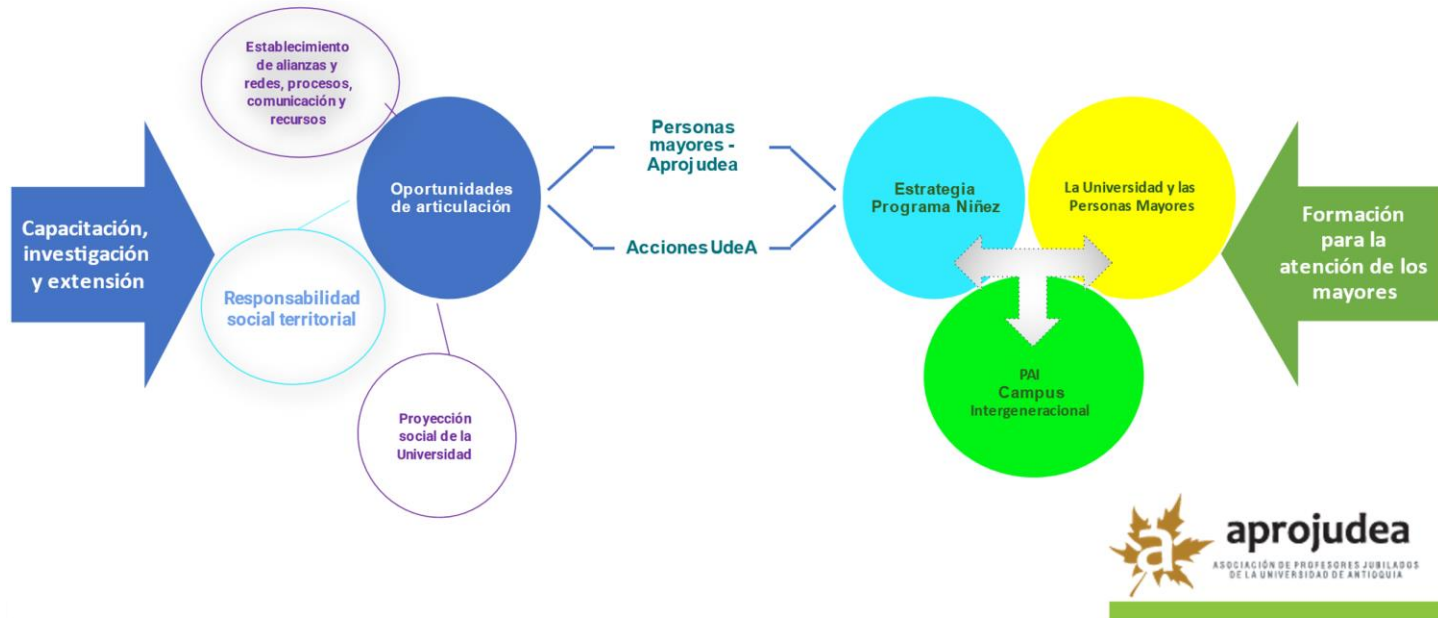 Establecimiento
de alianzas y
redes, procesos,
comunicación y
recursos
Capacitación,
investigación
y extensión
Oportunidades
de articulación
Responsabilidad
social territorial
Proyección
social de la
Universidad
Personas
mayores -
Aprojudea
Acciones UdeA
Estrategia
Programa Niñez
La Universidad y las
Personas Mayores
PAI
Campus
Intergeneracional
Formación
para la
atención de los
mayores
a
aprojudea
ASOCIACIÓN DE PROFESORES JUBILADOS
DE LA UNIVERSIDAD DE ANTIOQUIA